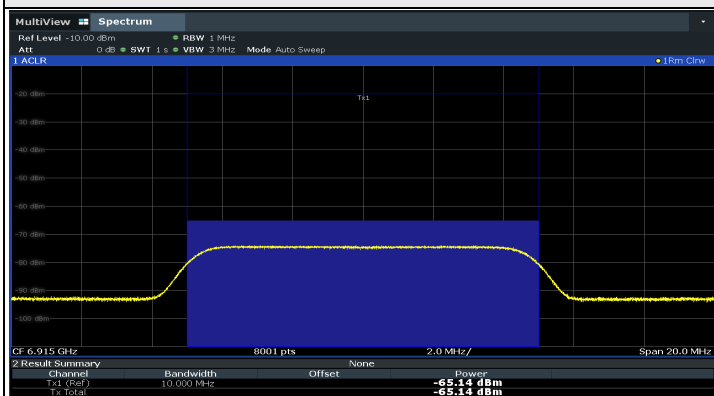 MultiView Spectrum
Ref Level -10.00 dBm RBW 1 MHz
Att 0 dB SWT 1 s VBW 3 MHz Mode Auto Sweep
1 ACLR 1Rm Clrw
Tx1
-20 dBm
-30 dBm
-40 dBm
-50 dBm
-60 dBm
-70 dBm
-80 dBm
-90 dBm
-100 dBm
CF 6.915 GHz 8001 pts 2.0 MHz/ Span 20.0 MHz
2 Result Summary None
Channel Bandwidth Offset Power
Tx1 (Ref) 10.000 MHz -65.14 dBm
Tx Total -65.14 dBm